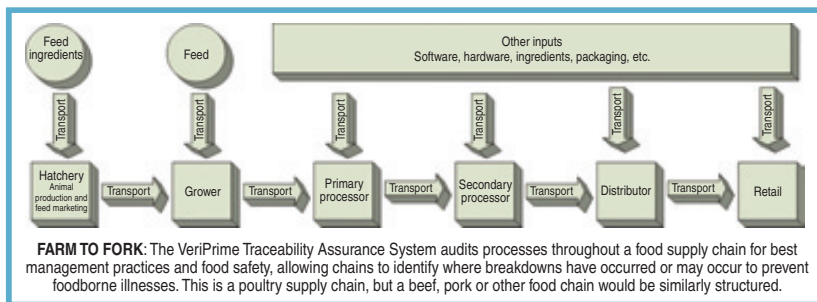 Feed
ingredients
Feed
Other inputs
Software, hardware, ingredients, packaging, etc.
Transport
Transport
Transport
Transport
Transport
Transport
Hatchery
Animal
production and
feed marketing
Transport
Grower
Transport
Primary
processor
Transport
Secondary
processor
Transport
Distributor
Transport
Retail
FARM TO FORK: The VeriPrime Traceability Assurance System audits processes throughout a food supply chain for best
management practices and food safety, allowing chains to identify where breakdowns have occurred or may occur to prevent
foodborne illnesses. This is a poultry supply chain, but a beef, pork or other food chain would be similarly structured.